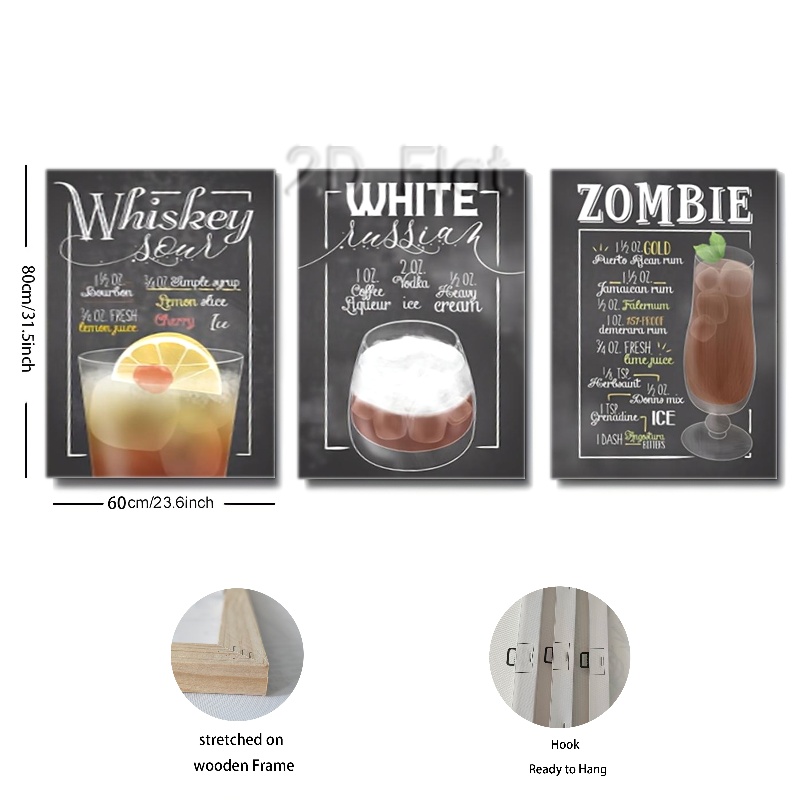 2D Flat
80cm/31.5inch
60cm/23.6inch
Whiskey
sour
1 ½ OZ.
Bourbon
¾ OZ Simple syrup
Lemon slice
¾ OZ. FRESH
lemon juice
Cherry
Ice
WHITE
russian
1 OZ.
Coffee
Liqueur
2 OZ.
Vodka
ice
½ OZ.
Heavy
cream
ZOMBIE
1 ½ OZ. GOLD
Puerto Rican rum
1 ½ OZ.
Jamaican rum
½ OZ. Falernum
1 OZ. 151-PROOF
demerara rum
¾ OZ. FRESH
lime juice
⅛ TSP.
Herbsaint
½ OZ.
Donns mix
1 TSP.
Grenadine
ICE
1 DASH Angostura
BITTERS
stretched on
wooden Frame
Hook
Ready to Hang